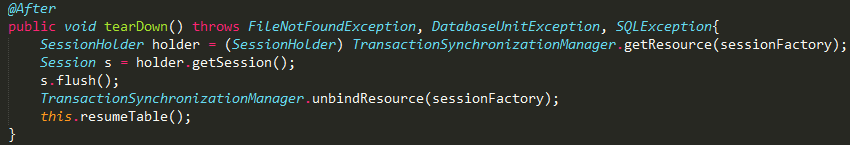 @After
public void tearDown() throws FileNotFoundException, DatabaseUnitException, SQLException{
    SessionHolder holder = (SessionHolder) TransactionSynchronizationManager.getResource(sessionFactory);
    Session s = holder.getSession();
    s.flush();
    TransactionSynchronizationManager.unbindResource(sessionFactory);
    this.resumeTable();
}